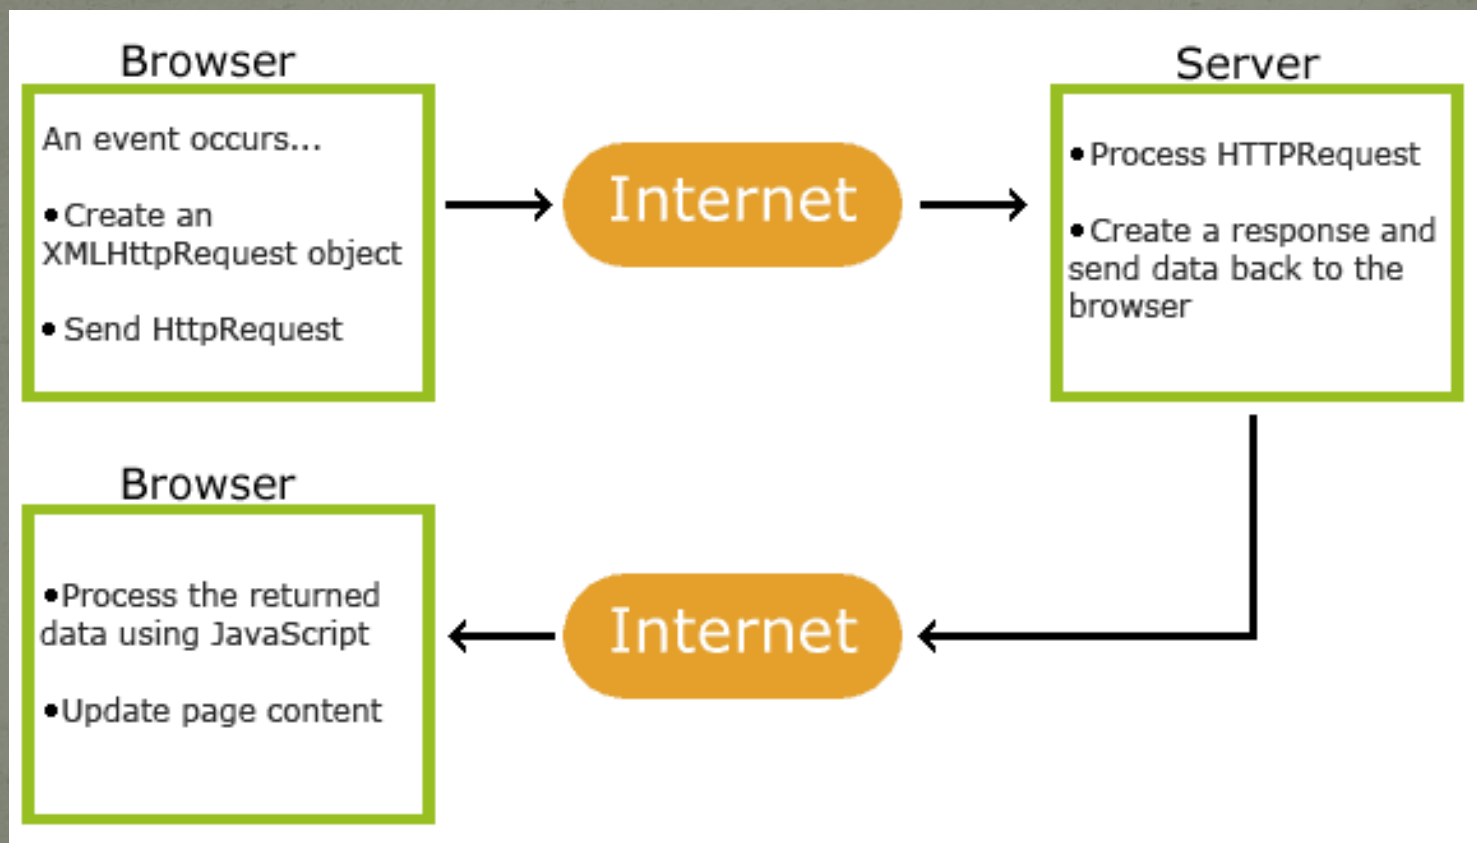 Browser
An event occurs...
•Create an
XMLHttpRequest object
• Send HttpRequest
Internet
Server
•Process HTTPRequest
•Create a response and
send data back to the
browser
Browser
•Process the returned
data using JavaScript
•Update page content
Internet